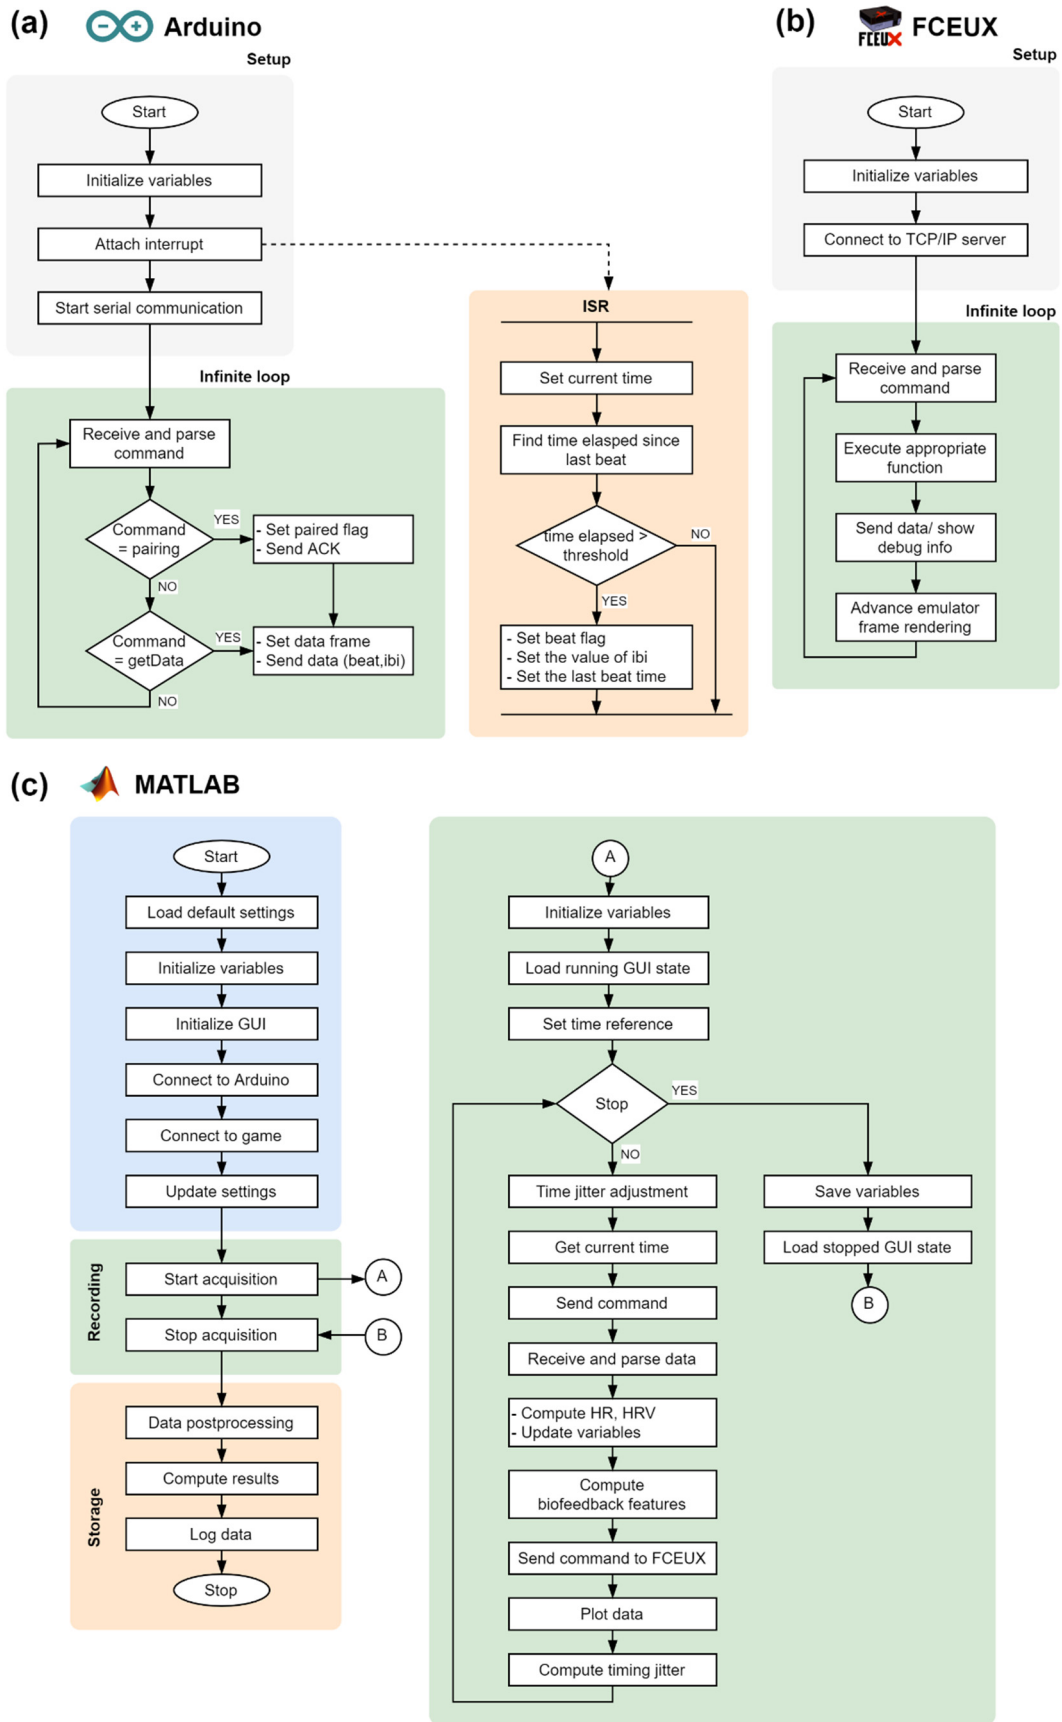 (a) Arduino
Setup
Start
Initialize variables
Attach interrupt
Start serial communication
Infinite loop
Receive and parse
command
Command
= pairing
YES
- Set paired flag
- Send ACK
NO
Command
= getData
YES
- Set data frame
- Send data (beat,ibi)
NO
ISR
Set current time
Find time elasped since
last beat
time elapsed >
threshold
NO
YES
- Set beat flag
- Set the value of ibi
- Set the last beat time
(b) FCEUX FCEUX
Setup
Start
Initialize variables
Connect to TCP/IP server
Infinite loop
Receive and parse
command
Execute appropriate
function
Send data/ show
debug info
Advance emulator
frame rendering
(c) MATLAB
Start
Load default settings
Initialize variables
Initialize GUI
Connect to Arduino
Connect to game
Update settings
Recording
Start acquisition
A
Stop acquisition
B
Storage
Data postprocessing
Compute results
Log data
Stop
A
Initialize variables
Load running GUI state
Set time reference
Stop
YES
NO
Time jitter adjustment
Get current time
Send command
Receive and parse data
- Compute HR, HRV
- Update variables
Compute
biofeedback features
Send command to FCEUX
Plot data
Compute timing jitter
Save variables
Load stopped GUI state
B